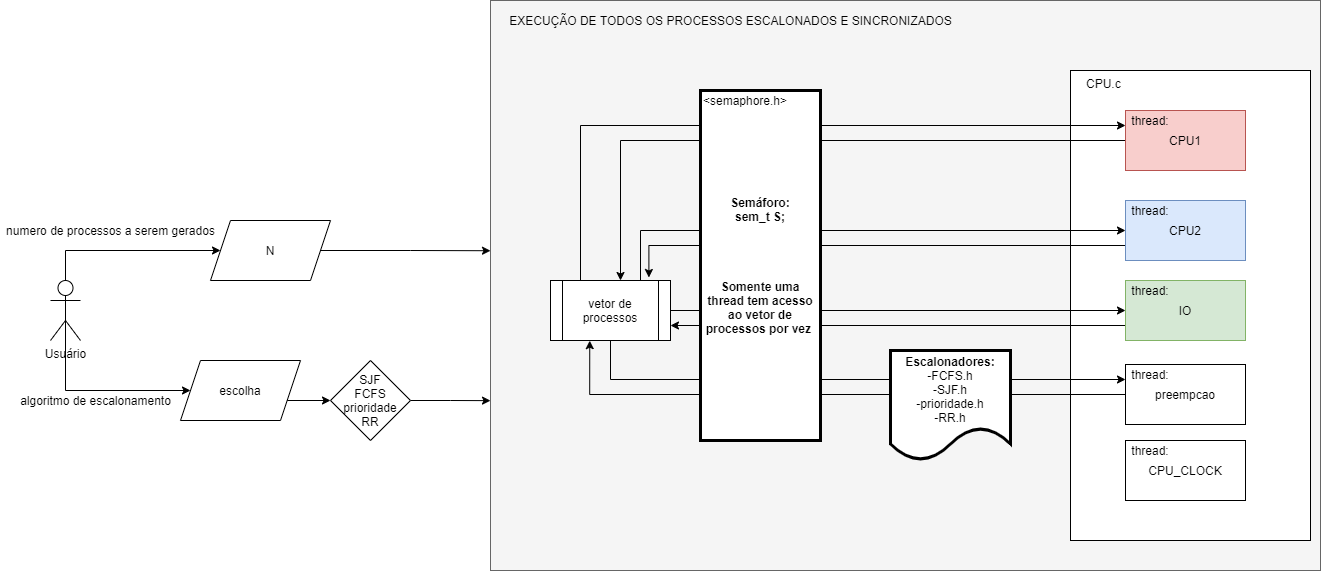 EXECUÇÃO DE TODOS OS PROCESSOS ESCALONADOS E SINCRONIZADOS
numero de processos a serem gerados
N
Usuário
algoritmo de escalonamento
escolha
SJF
FCFS
prioridade
RR
vetor de
processos
<semaphore.h>
Semáforo:
sem_t S;
Somente uma
thread tem acesso
ao vetor de
processos por vez
Escalonadores:
-FCFS.h
-SJF.h
-prioridade.h
-RR.h
CPU.c
thread:
CPU1
thread:
CPU2
thread:
IO
thread:
preempcao
thread:
CPU_CLOCK